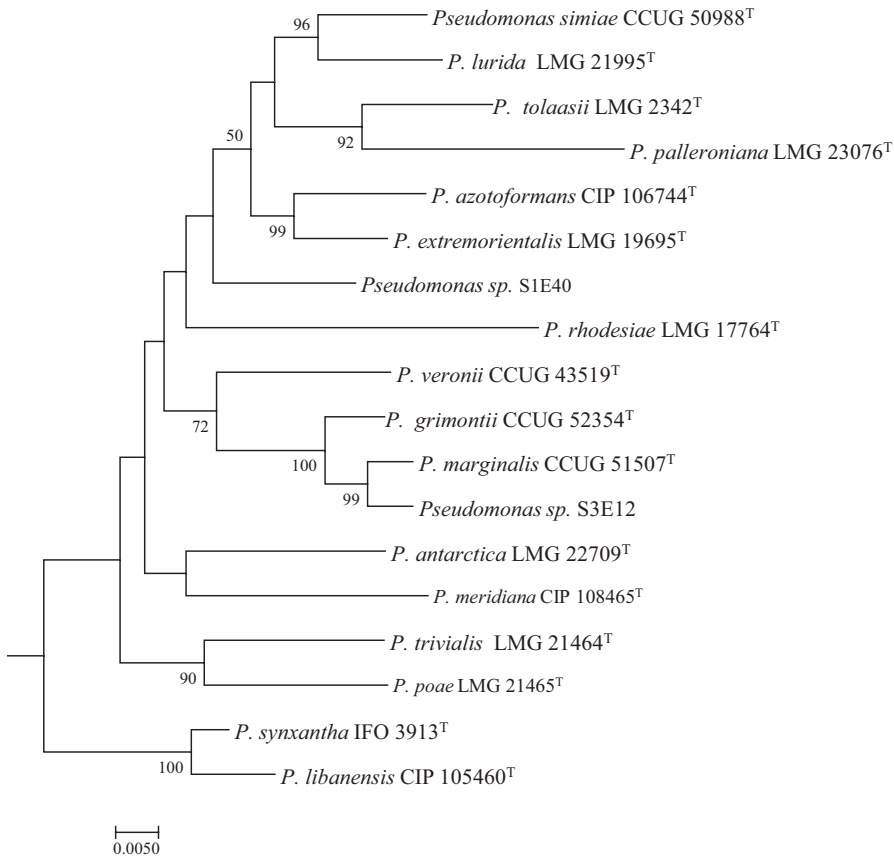 96
Pseudomonas simiae CCUG 50988ᵀ
P. lurida LMG 21995ᵀ
P. tolaasii LMG 2342ᵀ
50
92
P. palleroniana LMG 23076ᵀ
P. azotoformans CIP 106744ᵀ
99
P. extremorientalis LMG 19695ᵀ
Pseudomonas sp. S1E40
P. rhodesiae LMG 17764ᵀ
P. veronii CCUG 43519ᵀ
72
P. grimontii CCUG 52354ᵀ
100
P. marginalis CCUG 51507ᵀ
99
Pseudomonas sp. S3E12
P. antarctica LMG 22709ᵀ
P. meridiana CIP 108465ᵀ
P. trivialis LMG 21464ᵀ
90
P. poae LMG 21465ᵀ
P. synxantha IFO 3913ᵀ
100
P. libanensis CIP 105460ᵀ
0.0050